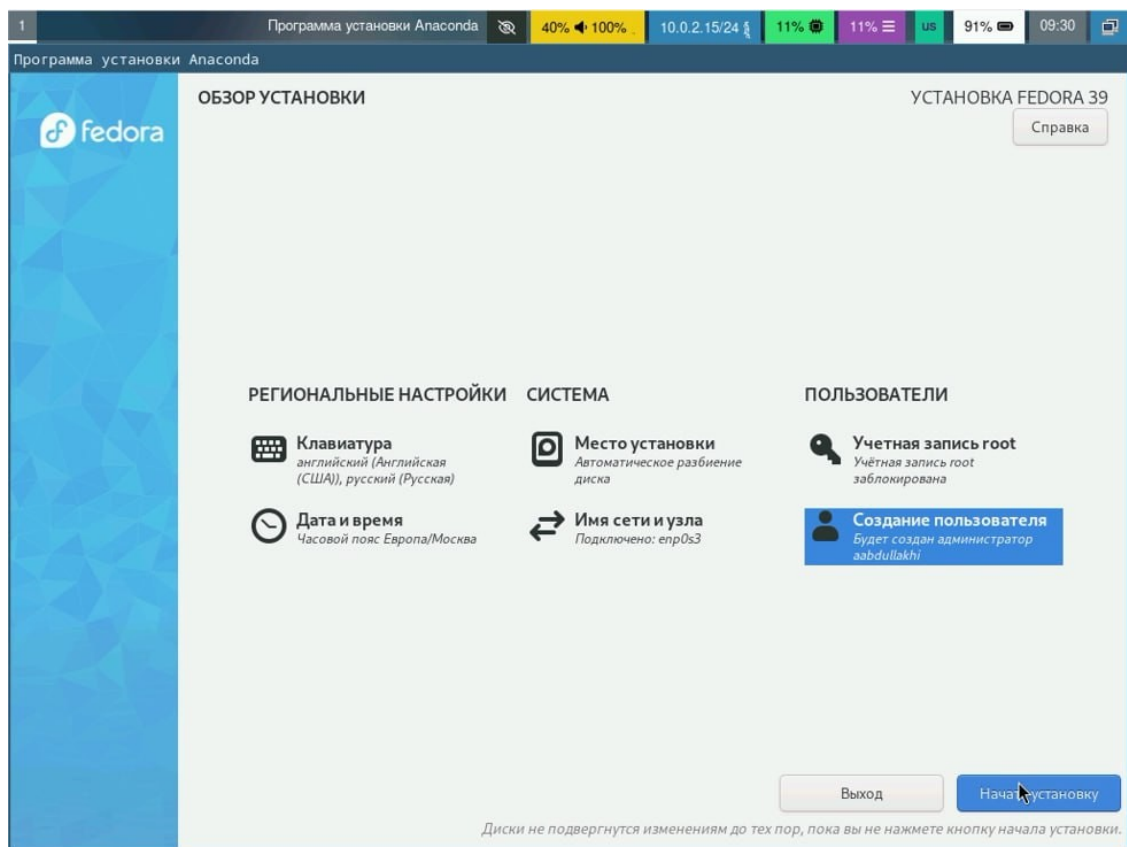 1 Программа установки Anaconda 40% 100% 10.0.2.15/24 11% 11% us 91% 09:30
Программа установки Anaconda
fedora
ОБЗОР УСТАНОВКИ
УСТАНОВКА FEDORA 39
Справка
РЕГИОНАЛЬНЫЕ НАСТРОЙКИ
Клавиатура
английский (Английская
(США)), русский (Русская)
Дата и время
Часовой пояс Европа/Москва
СИСТЕМА
Место установки
Автоматическое разбиение
диска
Имя сети и узла
Подключено: enp0s3
ПОЛЬЗОВАТЕЛИ
Учетная запись root
Учётная запись root
заблокирована
Создание пользователя
Будет создан администратор
aabdullakhi
Выход
Начать установку
Диски не подвергнутся изменениям до тех пор, пока вы не нажмете кнопку начала установки.